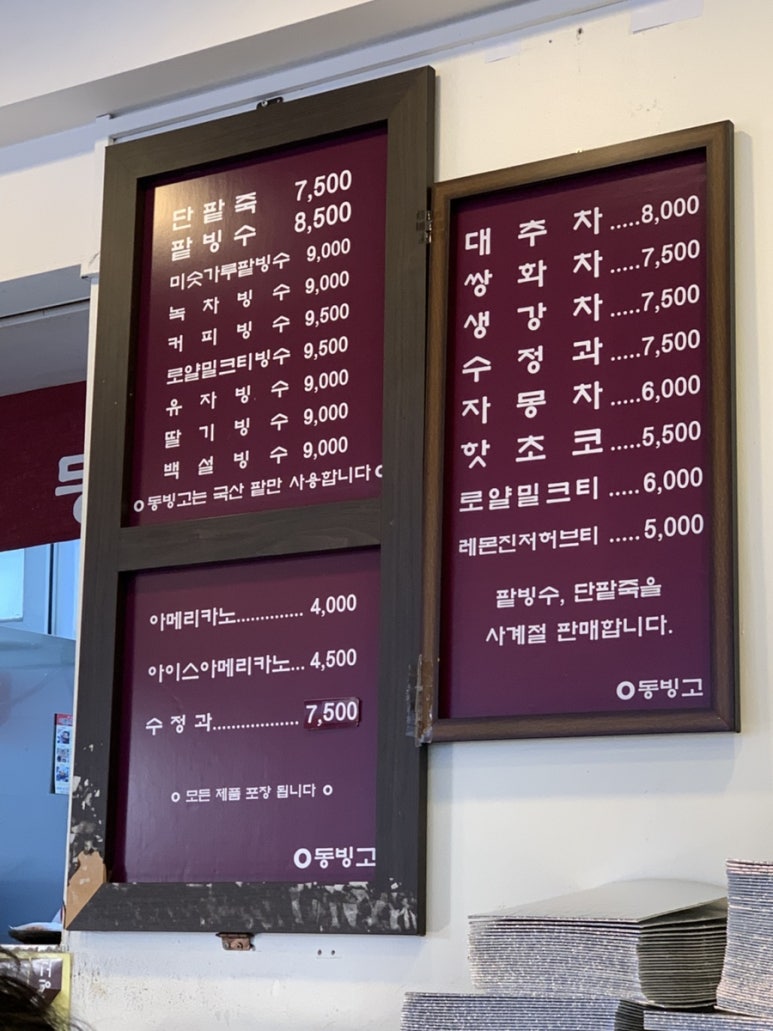 단팥죽 7,500
팥빙수 8,500
미숫가루팥빙수 9,000
녹차빙수 9,000
커피빙수 9,500
로얄밀크티빙수 9,500
유자빙수 9,000
딸기빙수 9,000
백설빙수 9,000
동빙고는 국산 팥만 사용합니다
아메리카노.............. 4,000
아이스아메리카노... 4,500
수정과.................. 7,500
모든 제품 포장 됩니다
동빙고
대추차.....8,000
쌍화차.....7,500
생강차.....7,500
수정과.....7,500
자몽차.....6,000
핫초코.....5,500
로얄밀크티.....6,000
레몬진저허브티.....5,000
팥빙수, 단팥죽을
사계절 판매합니다.
동빙고